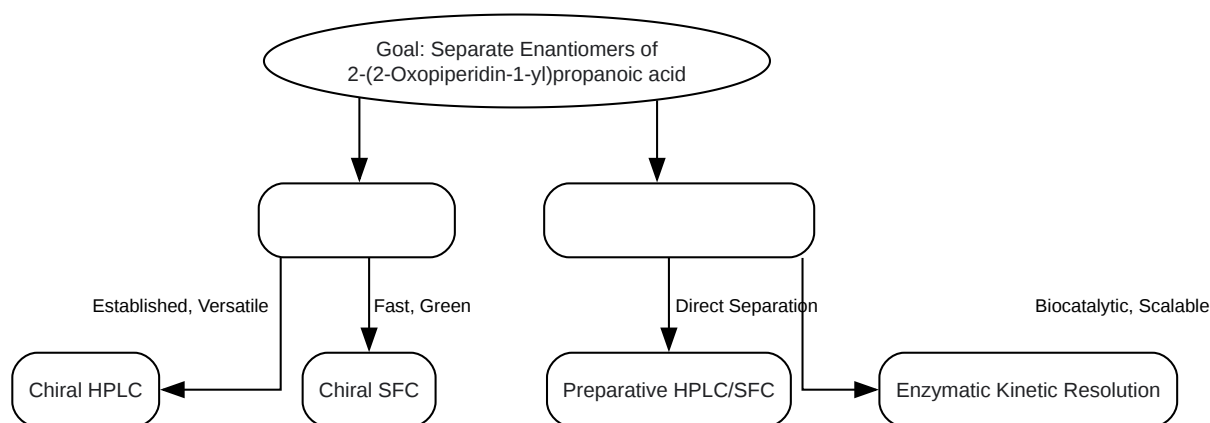 Goal: Separate Enantiomers of
2-(2-Oxopiperidin-1-yl)propanoic acid
Established, Versatile
Fast, Green
Direct Separation
Biocatalytic, Scalable
Chiral HPLC
Chiral SFC
Preparative HPLC/SFC
Enzymatic Kinetic Resolution